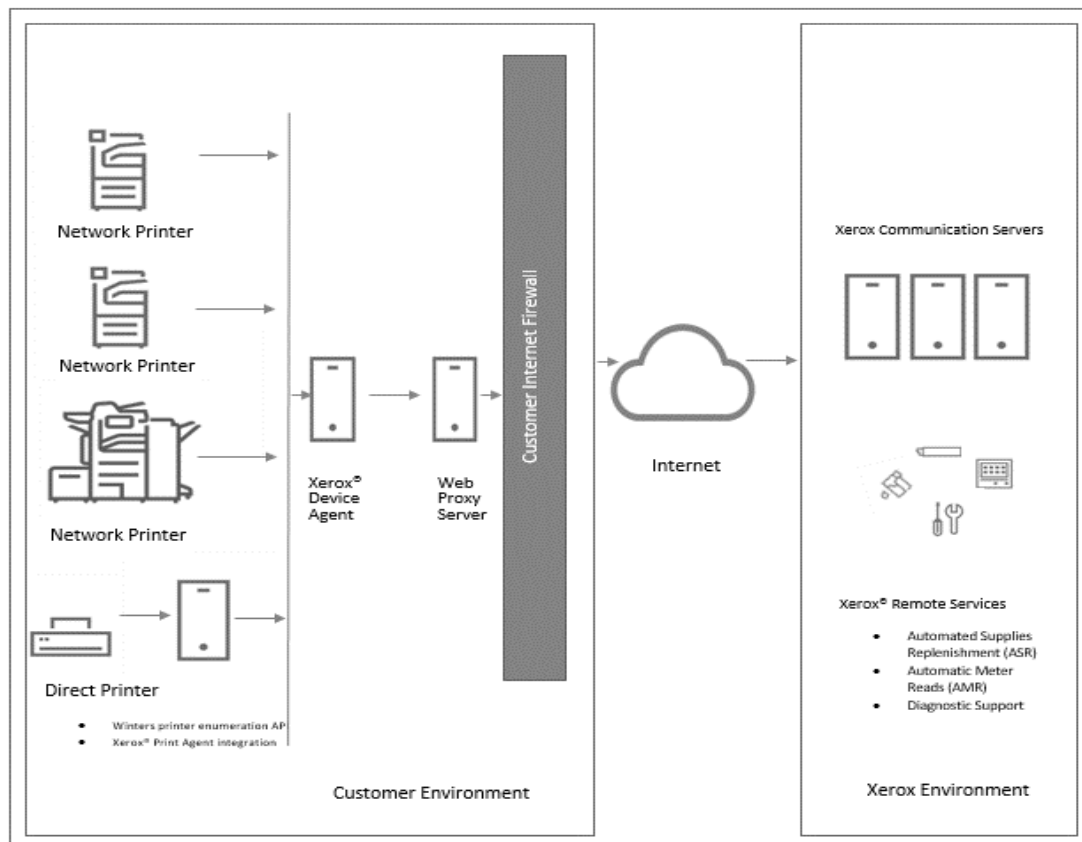 Network Printer
Network Printer
Network Printer
Direct Printer
● Winters printer enumeration AP
● Xerox® Print Agent integration
Xerox®
Device
Agent
Web
Proxy
Server
Customer Internet Firewall
Customer Environment
Internet
Xerox Communication Servers
Xerox® Remote Services
● Automated Supplies
Replenishment (ASR)
● Automatic Meter
Reads (AMR)
● Diagnostic Support
Xerox Environment